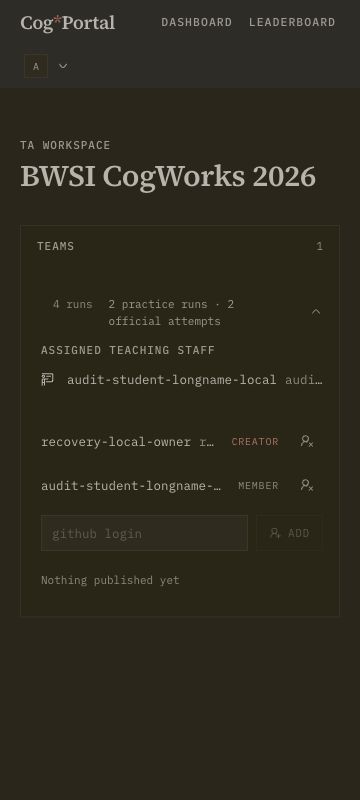 Cog*Portal
DASHBOARD LEADERBOARD
A
TA WORKSPACE
BWSI CogWorks 2026
TEAMS 1
4 runs 2 practice runs · 2
official attempts
ASSIGNED TEACHING STAFF
audit-student-longname-local audi…
recovery-local-owner r… CREATOR
audit-student-longname-… MEMBER
github login ADD
Nothing published yet